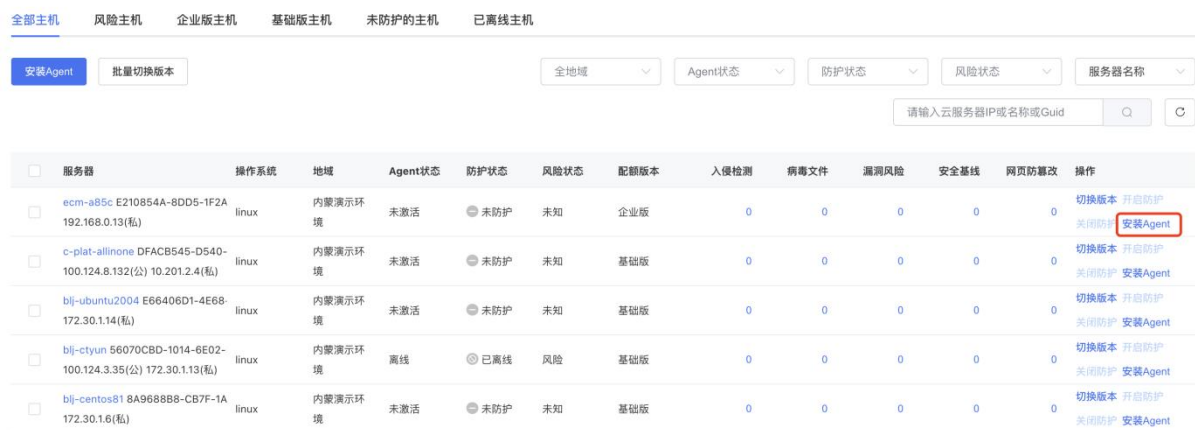 全部主机 风险主机 企业版主机 基础版主机 未防护的主机 已离线主机
安装Agent 批量切换版本 全地域 Agent状态 防护状态 风险状态 服务器名称
请输入云服务器IP或名称或Guid
服务器 操作系统 地域 Agent状态 防护状态 风险状态 配额版本 入侵检测 病毒文件 漏洞风险 安全基线 网页防篡改 操作
ecm-a85c E210854A-8DD5-1F2A 内蒙演示环 切换版本 开启防护
linux 未激活 未防护 未知 企业版 0 0 0 0 0
192.168.0.13(私) 境 关闭防护 安装Agent
c-plat-allinone DFACB545-D540- 内蒙演示环 切换版本 开启防护
linux 未激活 未防护 未知 基础版 0 0 0 0 0
100.124.8.132(公) 10.201.2.4(私) 境 关闭防护 安装Agent
blj-ubuntu2004 E66406D1-4E68- 内蒙演示环 切换版本 开启防护
linux 未激活 未防护 未知 基础版 0 0 0 0 0
172.30.1.14(私) 境 关闭防护 安装Agent
blj-ctyun 56070CBD-1014-6E02- 内蒙演示环 切换版本 开启防护
linux 离线 已离线 风险 基础版 0 0 0 0 0
100.124.3.35(公) 172.30.1.13(私) 境 关闭防护 安装Agent
blj-centos81 8A9688B8-CB7F-1A 内蒙演示环 切换版本 开启防护
linux 未激活 未防护 未知 基础版 0 0 0 0 0
172.30.1.6(私) 境 关闭防护 安装Agent